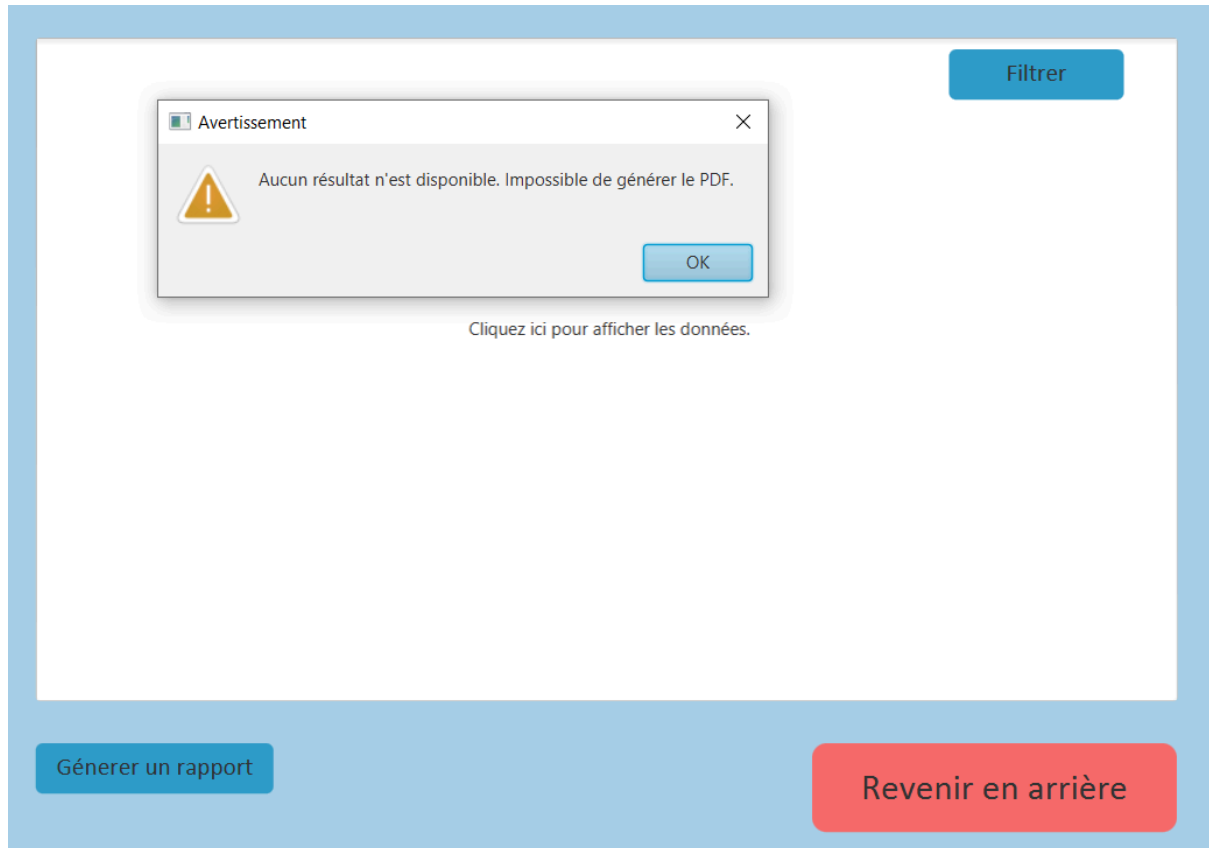 Filtrer
Avertissement
Aucun résultat n'est disponible. Impossible de générer le PDF.
OK
Cliquez ici pour afficher les données.
Génerer un rapport
Revenir en arrière